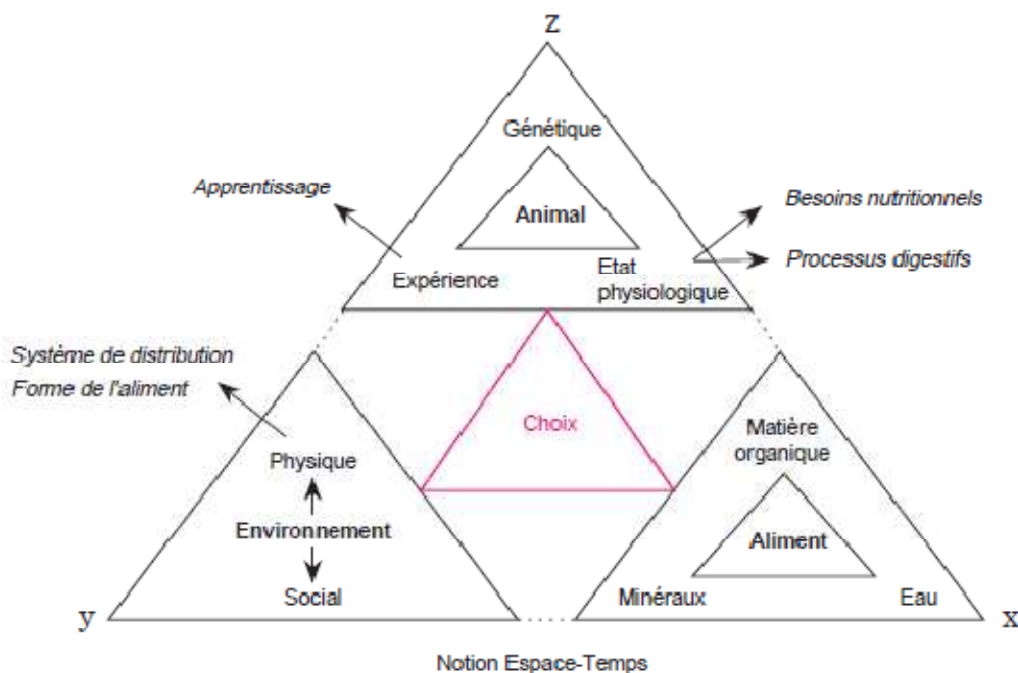 z
Génétique
Apprentissage
Animal
Besoins nutritionnels
Expérience
Etat
physiologique
Processus digestifs
Système de distribution
Forme de l'aliment
Choix
Physique
Matière
organique
Environnement
Aliment
Social
Minéraux
Eau
y
x
Notion Espace-Temps